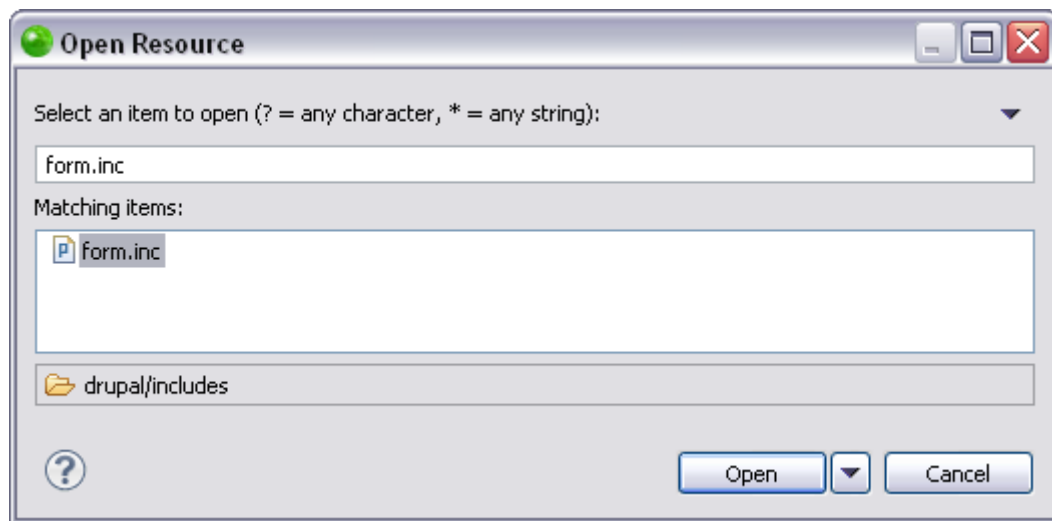 Open Resource
Select an item to open (? = any character, * = any string):
form.inc
Matching items:
P form.inc
drupal/includes
? Open Cancel